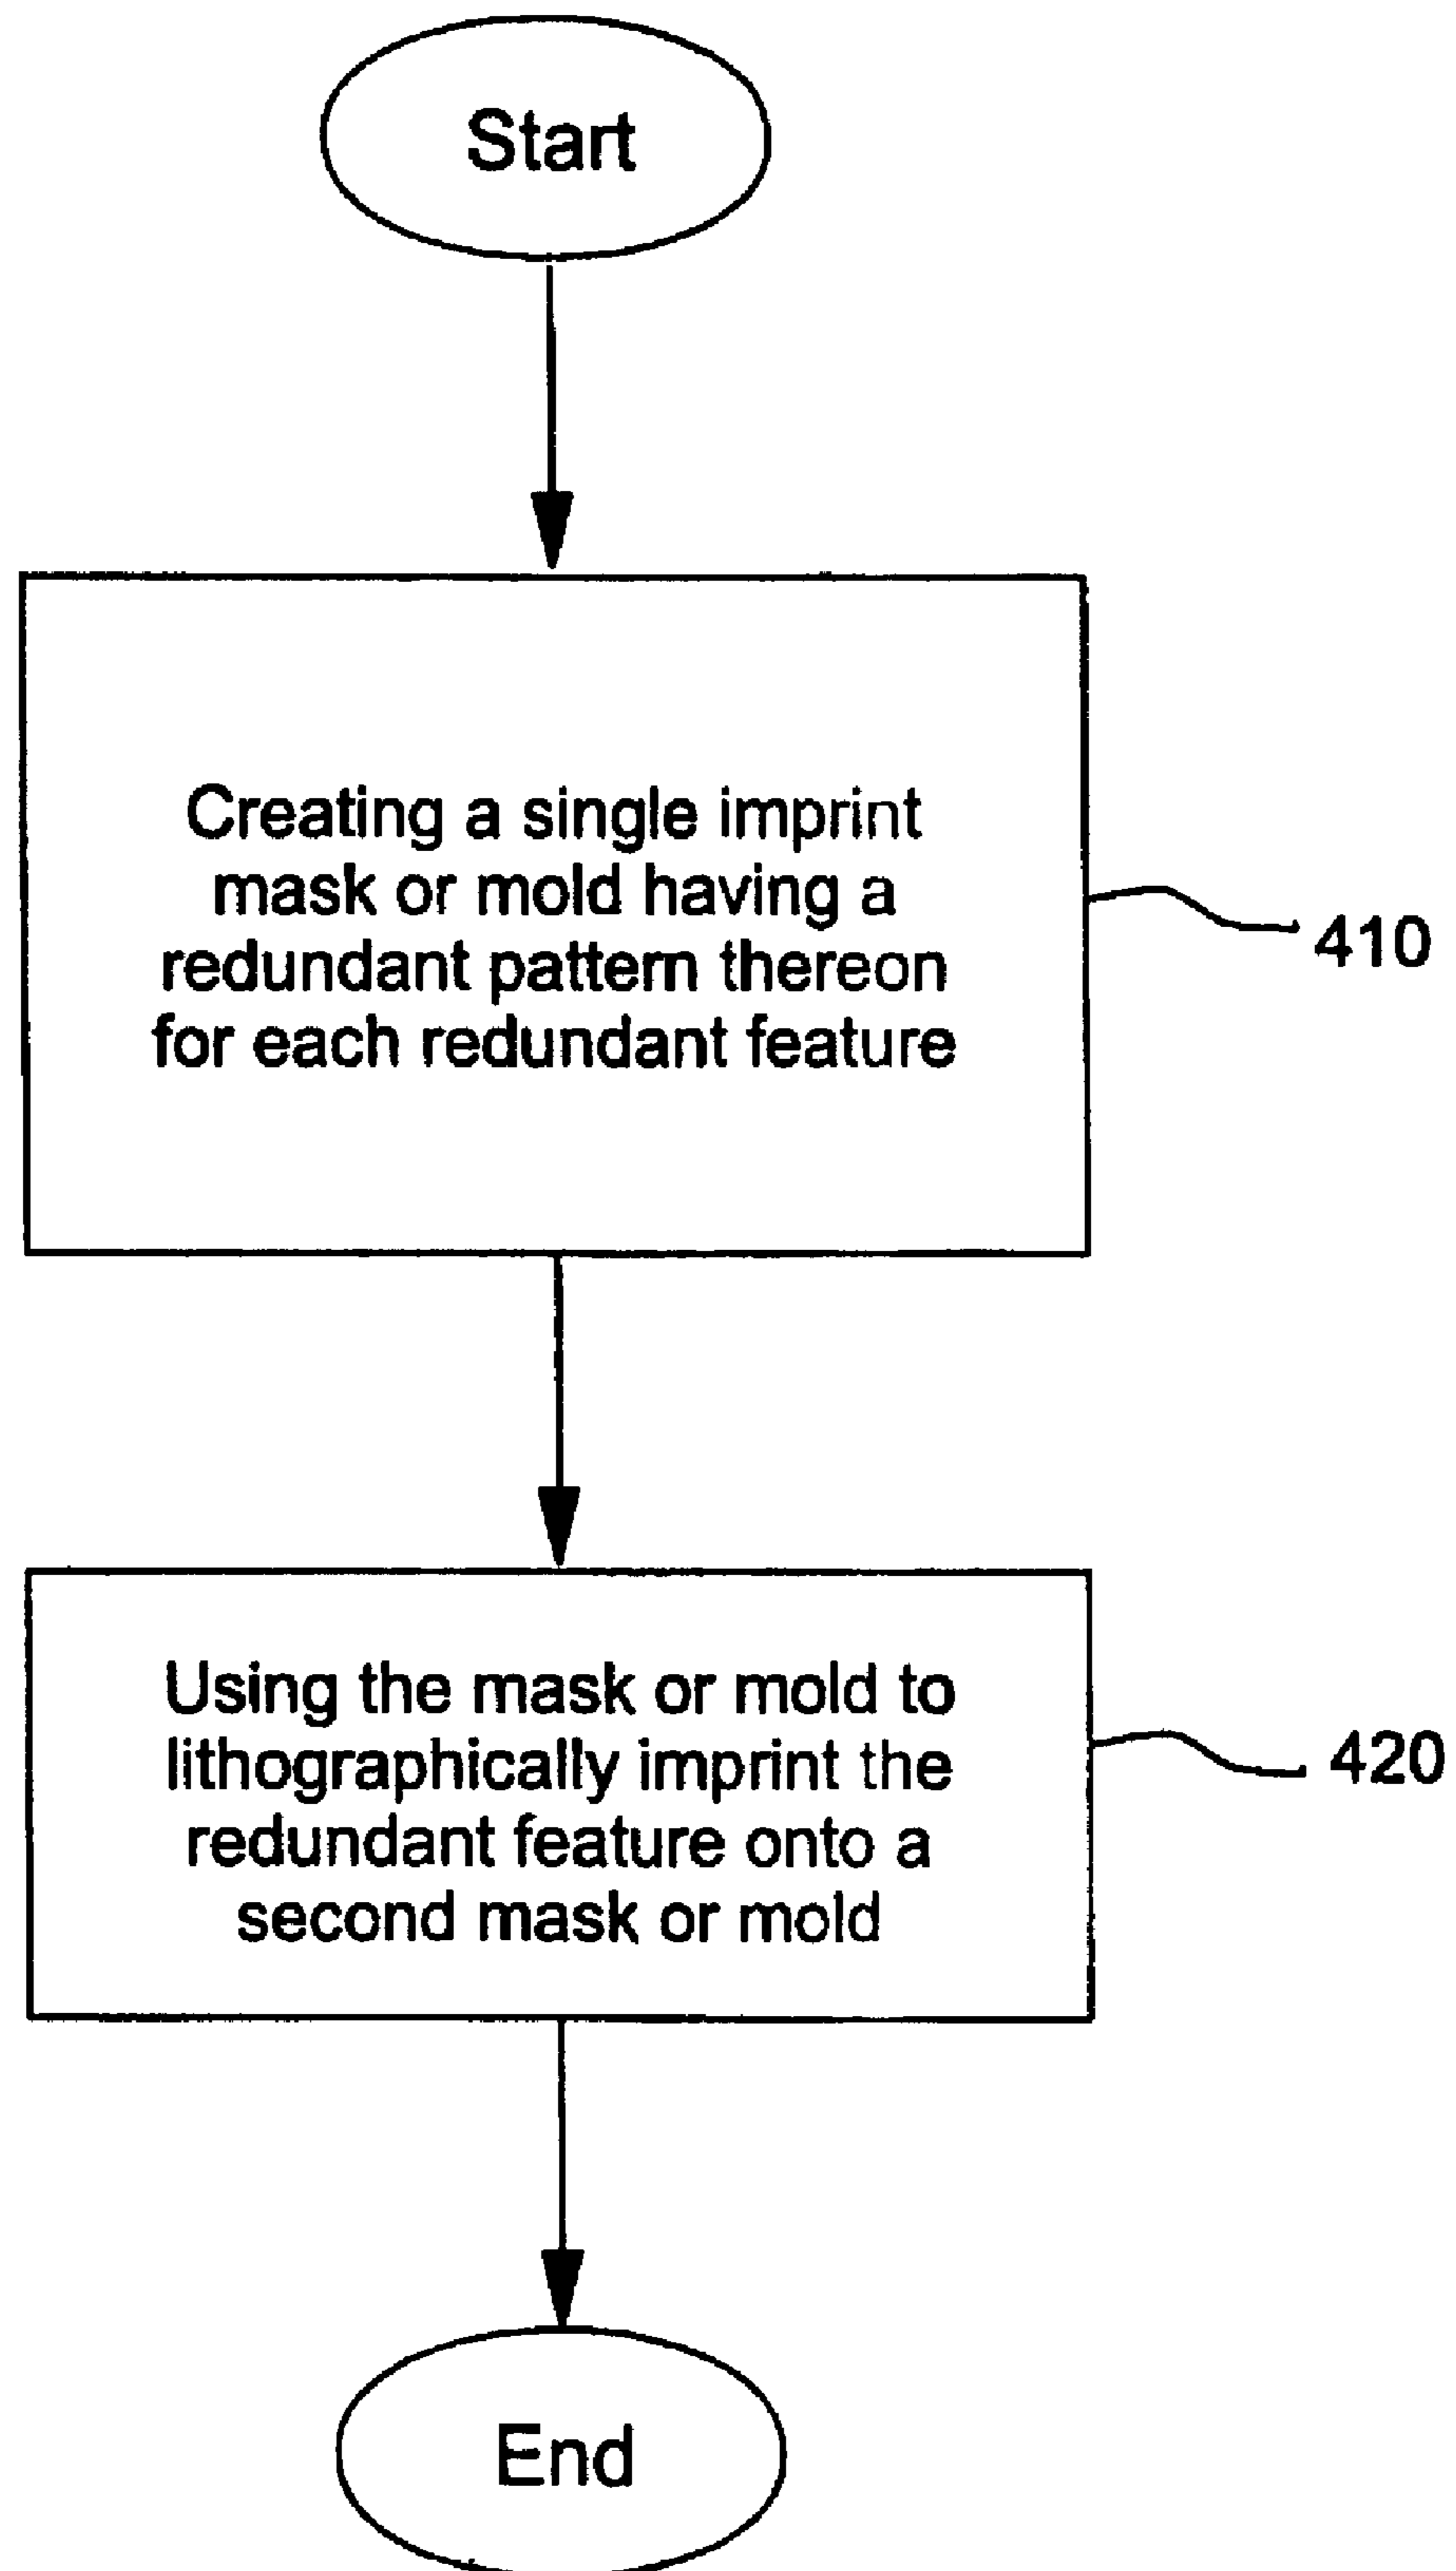 Start
Creating a single imprint
mask or mold having a
redundant pattern thereon
for each redundant feature
410
Using the mask or mold to
lithographically imprint the
redundant feature onto a
second mask or mold
420
End